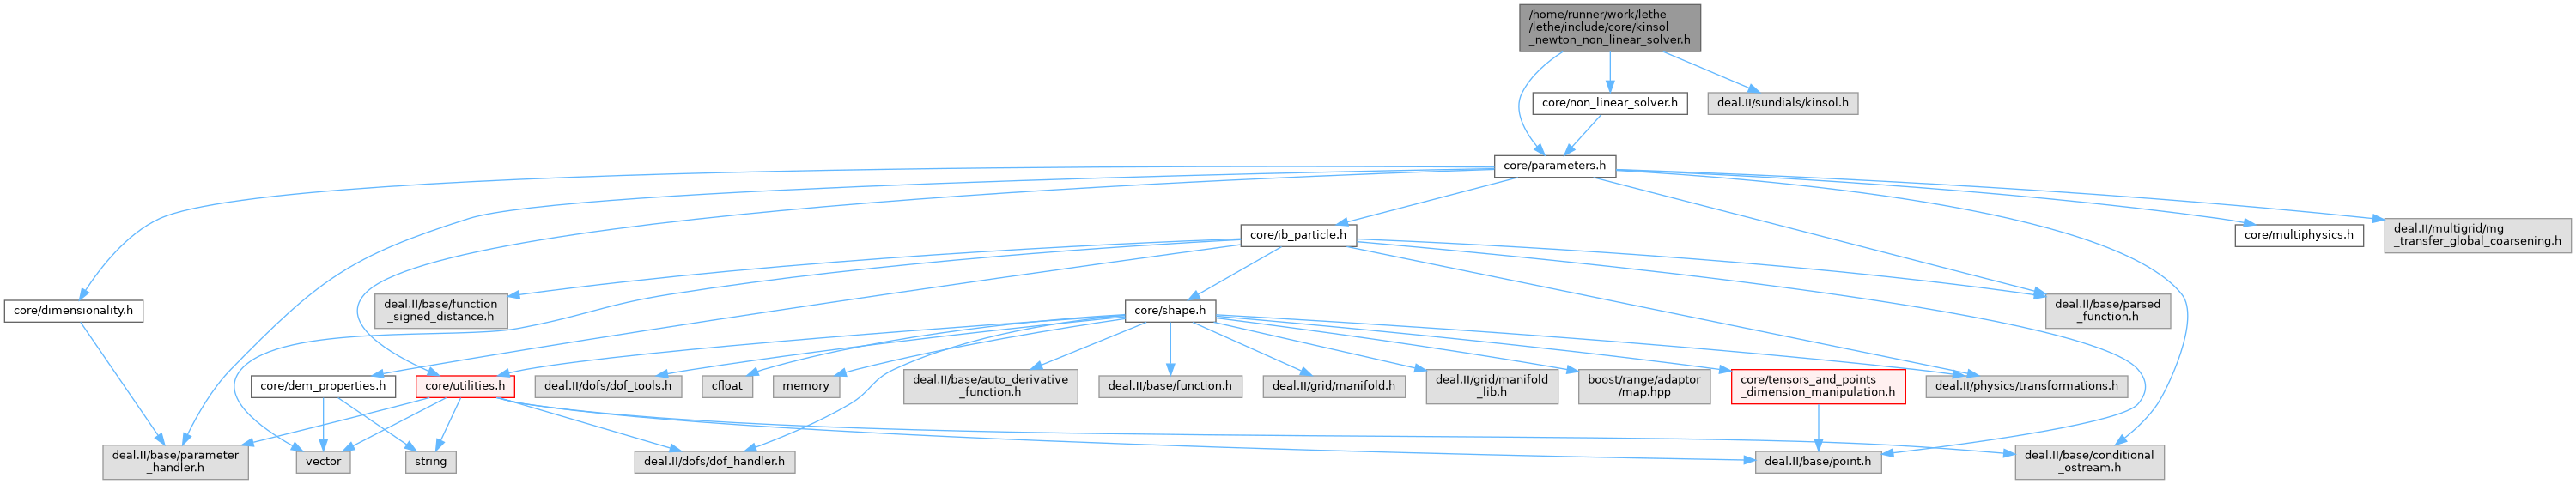 /home/runner/work/lethe
/lethe/include/core/kinsol
_newton_non_linear_solver.h
core/non_linear_solver.h
deal.II/sundials/kinsol.h
core/parameters.h
core/ib_particle.h
core/multiphysics.h
deal.II/multigrid/mg
_transfer_global_coarsening.h
core/dimensionality.h
deal.II/base/function
_signed_distance.h
core/shape.h
deal.II/base/parsed
_function.h
core/dem_properties.h
core/utilities.h
deal.II/dofs/dof_tools.h
cfloat
memory
deal.II/base/auto_derivative
_function.h
deal.II/base/function.h
deal.II/grid/manifold.h
deal.II/grid/manifold
_lib.h
boost/range/adaptor
/map.hpp
core/tensors_and_points
_dimension_manipulation.h
deal.II/physics/transformations.h
deal.II/base/parameter
_handler.h
vector
string
deal.II/dofs/dof_handler.h
deal.II/base/point.h
deal.II/base/conditional
_ostream.h